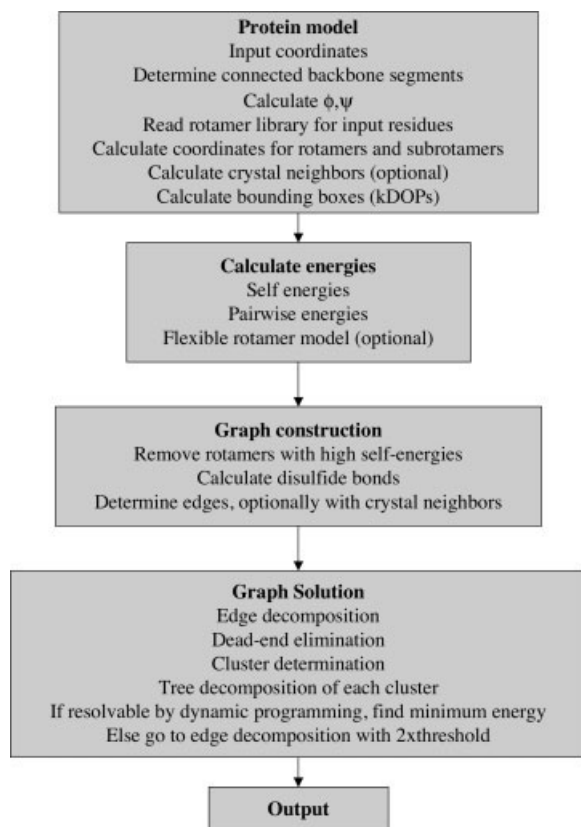 Protein model
Input coordinates
Determine connected backbone segments
Calculate ϕ,ψ
Read rotamer library for input residues
Calculate coordinates for rotamers and subrotamers
Calculate crystal neighbors (optional)
Calculate bounding boxes (kDOPs)
Calculate energies
Self energies
Pairwise energies
Flexible rotamer model (optional)
Graph construction
Remove rotamers with high self-energies
Calculate disulfide bonds
Determine edges, optionally with crystal neighbors
Graph Solution
Edge decomposition
Dead-end elimination
Cluster determination
Tree decomposition of each cluster
If resolvable by dynamic programming, find minimum energy
Else go to edge decomposition with 2xthreshold
Output